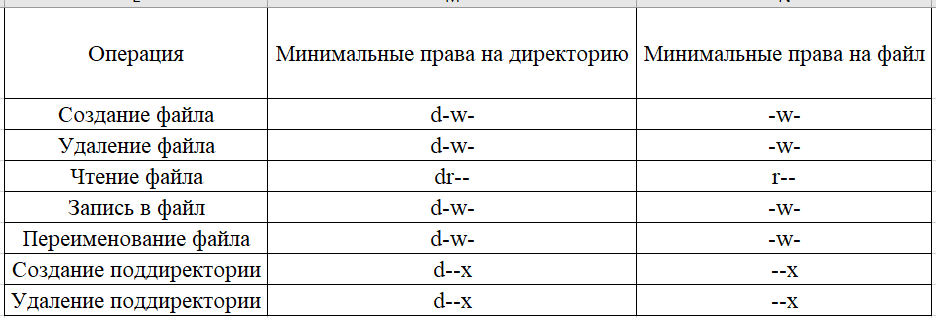 Операция Минимальные права на директорию Минимальные права на файл
Создание файла d-w- -w-
Удаление файла d-w- -w-
Чтение файла dr-- r--
Запись в файл d-w- -w-
Переименование файла d-w- -w-
Создание поддиректории d--x --x
Удаление поддиректории d--x --x